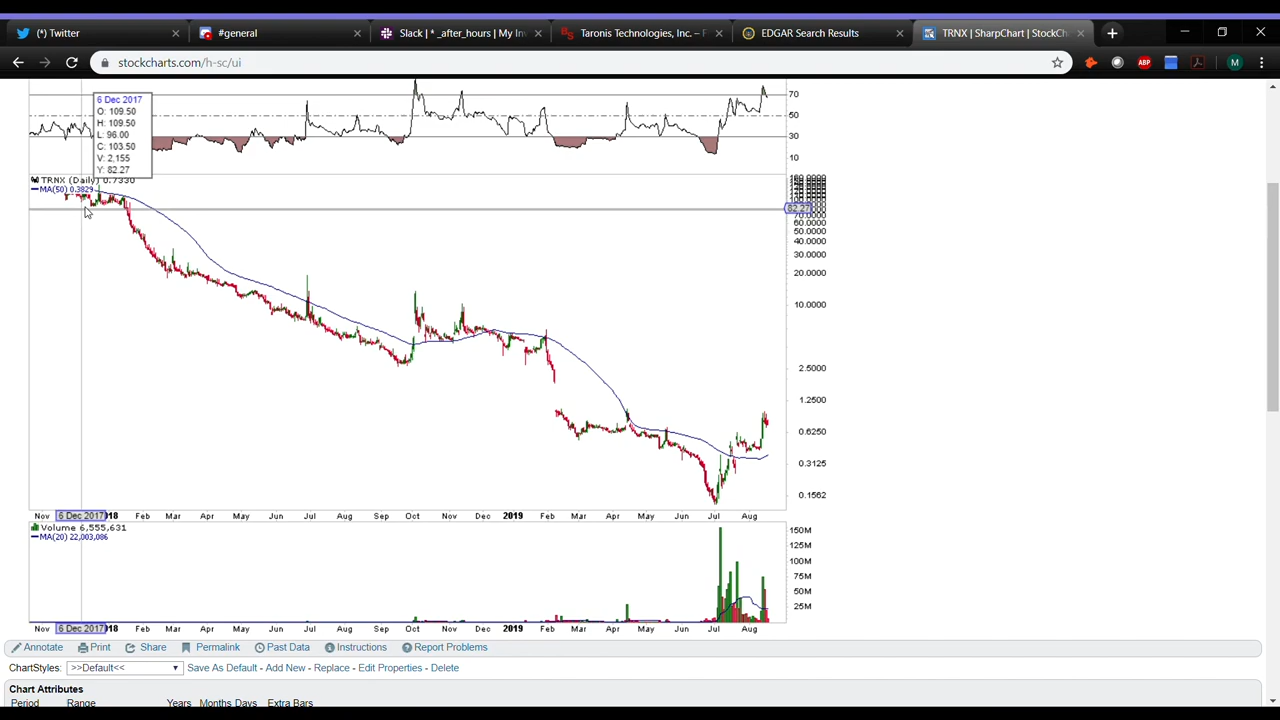 (*) Twitter
#general
Slack | * _after_hours | My Inv
Taronis Technologies, Inc. – F
EDGAR Search Results
TRNX | SharpChart | StockCh
stockcharts.com/h-sc/ui
ABP
M
70
50
30
10
6 Dec 2017
O: 109.50
H: 109.50
L: 96.00
C: 103.50
V: 2,155
Y: 82.27
TRNX (Daily) 0.7330
MA(50) 0.3829
82.27
60.0000
50.0000
40.0000
30.0000
20.0000
10.0000
2.5000
1.2500
0.6250
0.3125
0.1562
Nov 6 Dec 2017 18 Feb Mar Apr May Jun Jul Aug Sep Oct Nov Dec 2019 Feb Mar Apr May Jun Jul Aug
Volume 6,555,631
MA(20) 22,003,086
150M
125M
100M
75M
50M
25M
Nov 6 Dec 2017 18 Feb Mar Apr May Jun Jul Aug Sep Oct Nov Dec 2019 Feb Mar Apr May Jun Jul Aug
Annotate Print Share Permalink Past Data Instructions Report Problems
ChartStyles: >>Default<< Save As Default - Add New - Replace - Edit Properties - Delete
Chart Attributes
Period Range Years Months Days Extra Bars